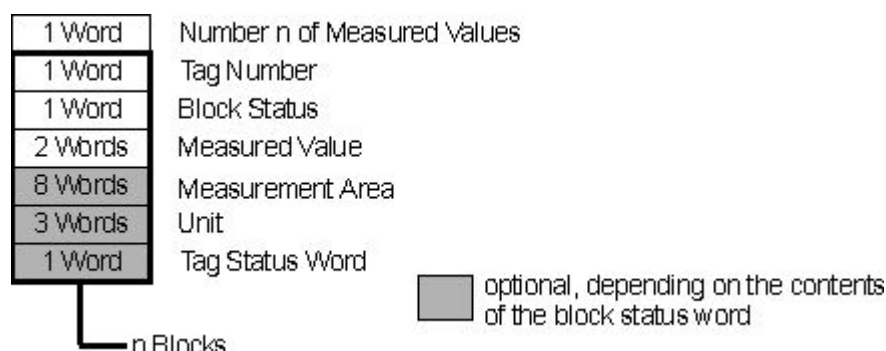 1 Word Number n of Measured Values
1 Word Tag Number
1 Word Block Status
2 Words Measured Value
8 Words Measurement Area
3 Words Unit
1 Word Tag Status Word
optional, depending on the contents
of the block status word
n Blocks